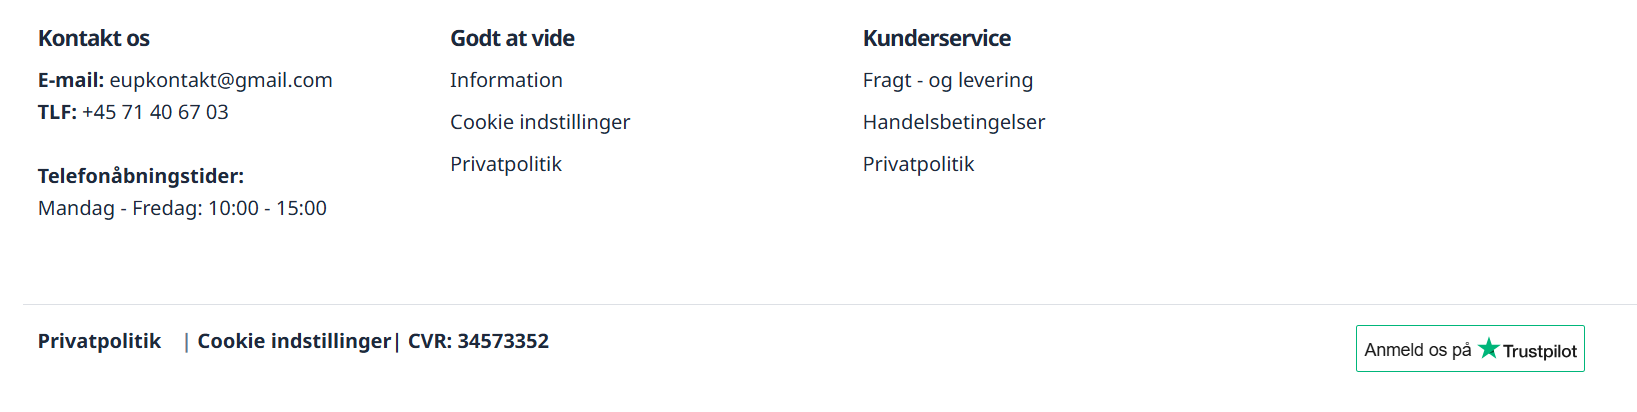 Kontakt os
E-mail: eupkontakt@gmail.com
TLF: +45 71 40 67 03
Telefonåbningstider:
Mandag - Fredag: 10:00 - 15:00
Godt at vide
Information
Cookie indstillinger
Privatpolitik
Kunderservice
Fragt - og levering
Handelsbetingelser
Privatpolitik
Privatpolitik | Cookie indstillinger| CVR: 34573352
Anmeld os på Trustpilot